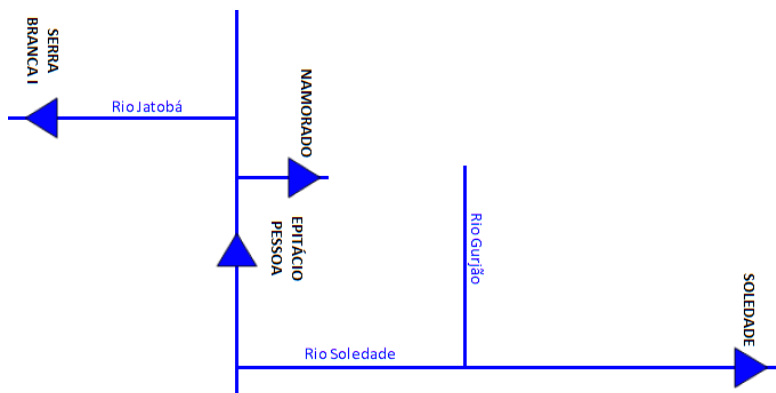 SERRA
BRANCA I
Rio Jatobá
NAMORADO
EPITÁCIO
PESSOA
Rio Gurjão
SOLEDADE
Rio Soledade